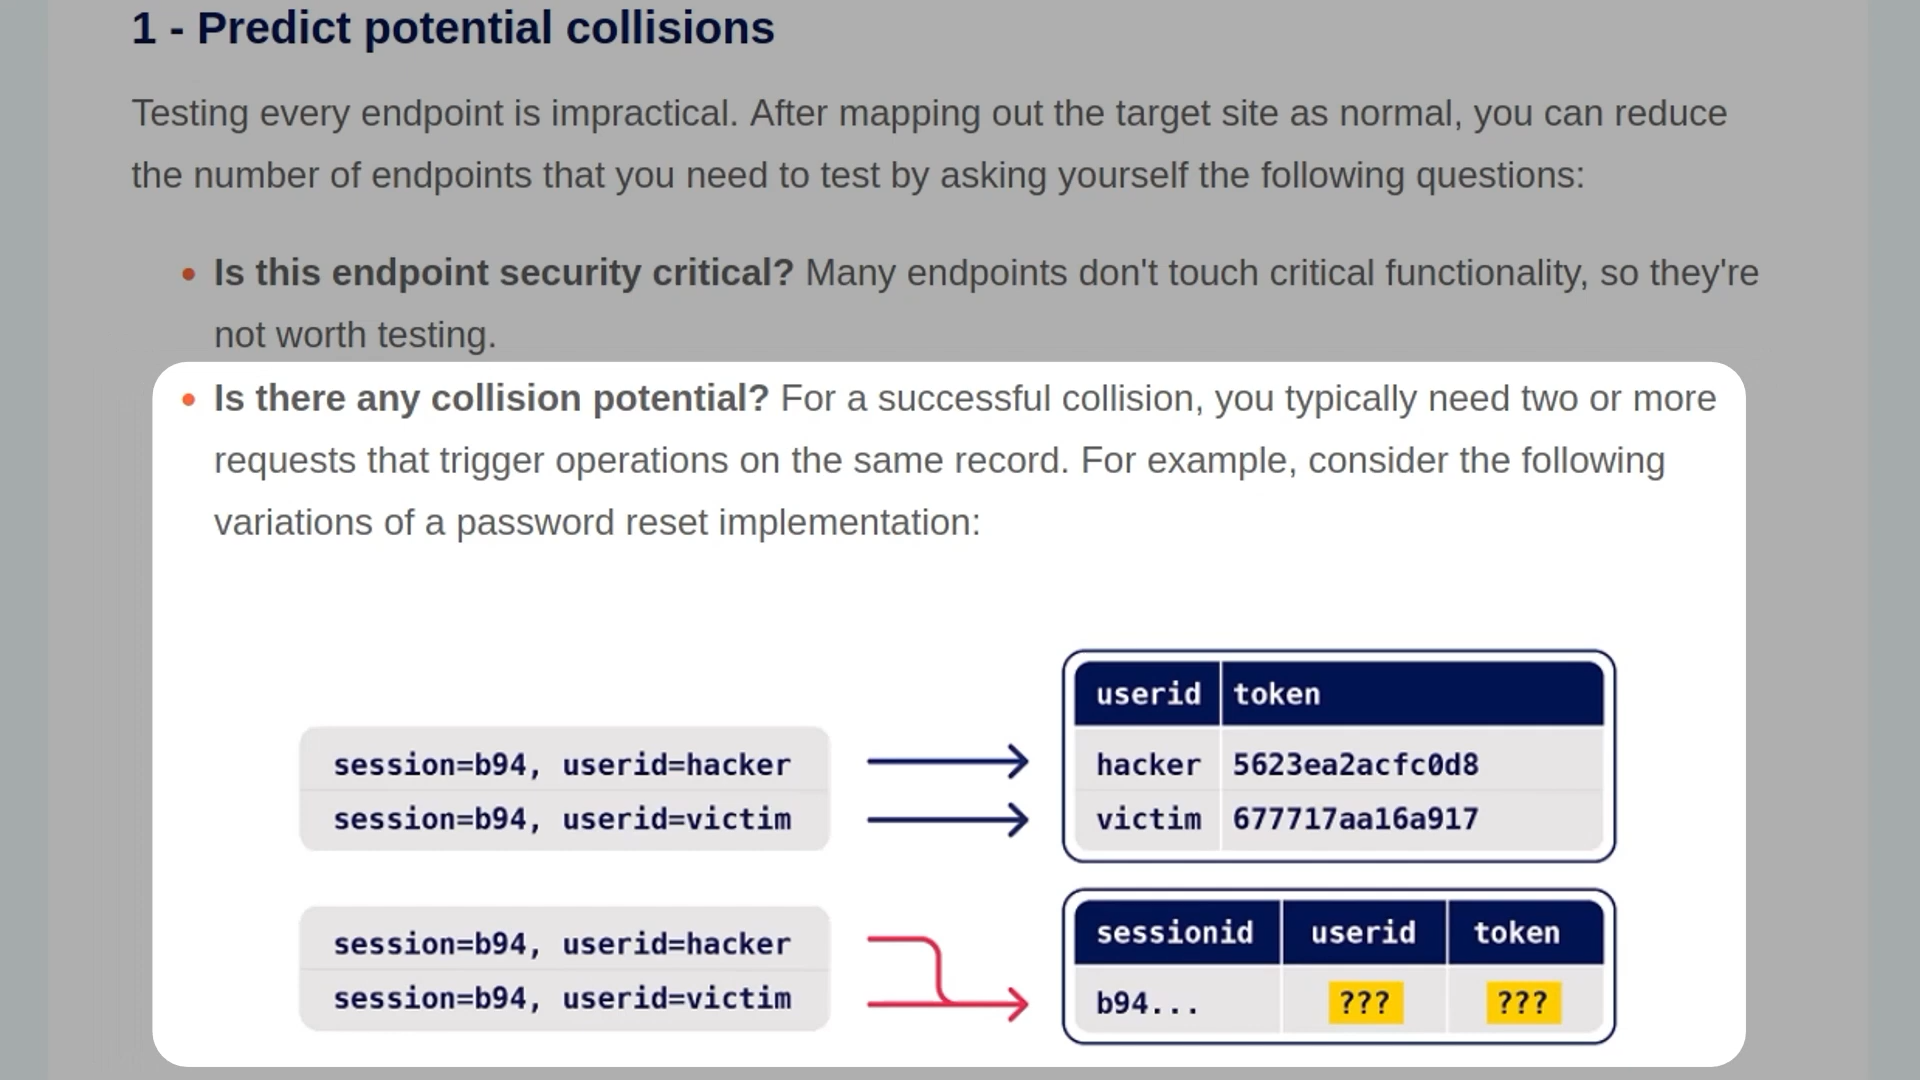 1 - Predict potential collisions
Testing every endpoint is impractical. After mapping out the target site as normal, you can reduce
the number of endpoints that you need to test by asking yourself the following questions:
• Is this endpoint security critical? Many endpoints don't touch critical functionality, so they're
not worth testing.
• Is there any collision potential? For a successful collision, you typically need two or more
requests that trigger operations on the same record. For example, consider the following
variations of a password reset implementation:
userid token
session=b94, userid=hacker
session=b94, userid=victim
hacker 5623ea2acfc0d8
victim 677717aa16a917
session=b94, userid=hacker
session=b94, userid=victim
sessionid userid token
b94... ??? ???